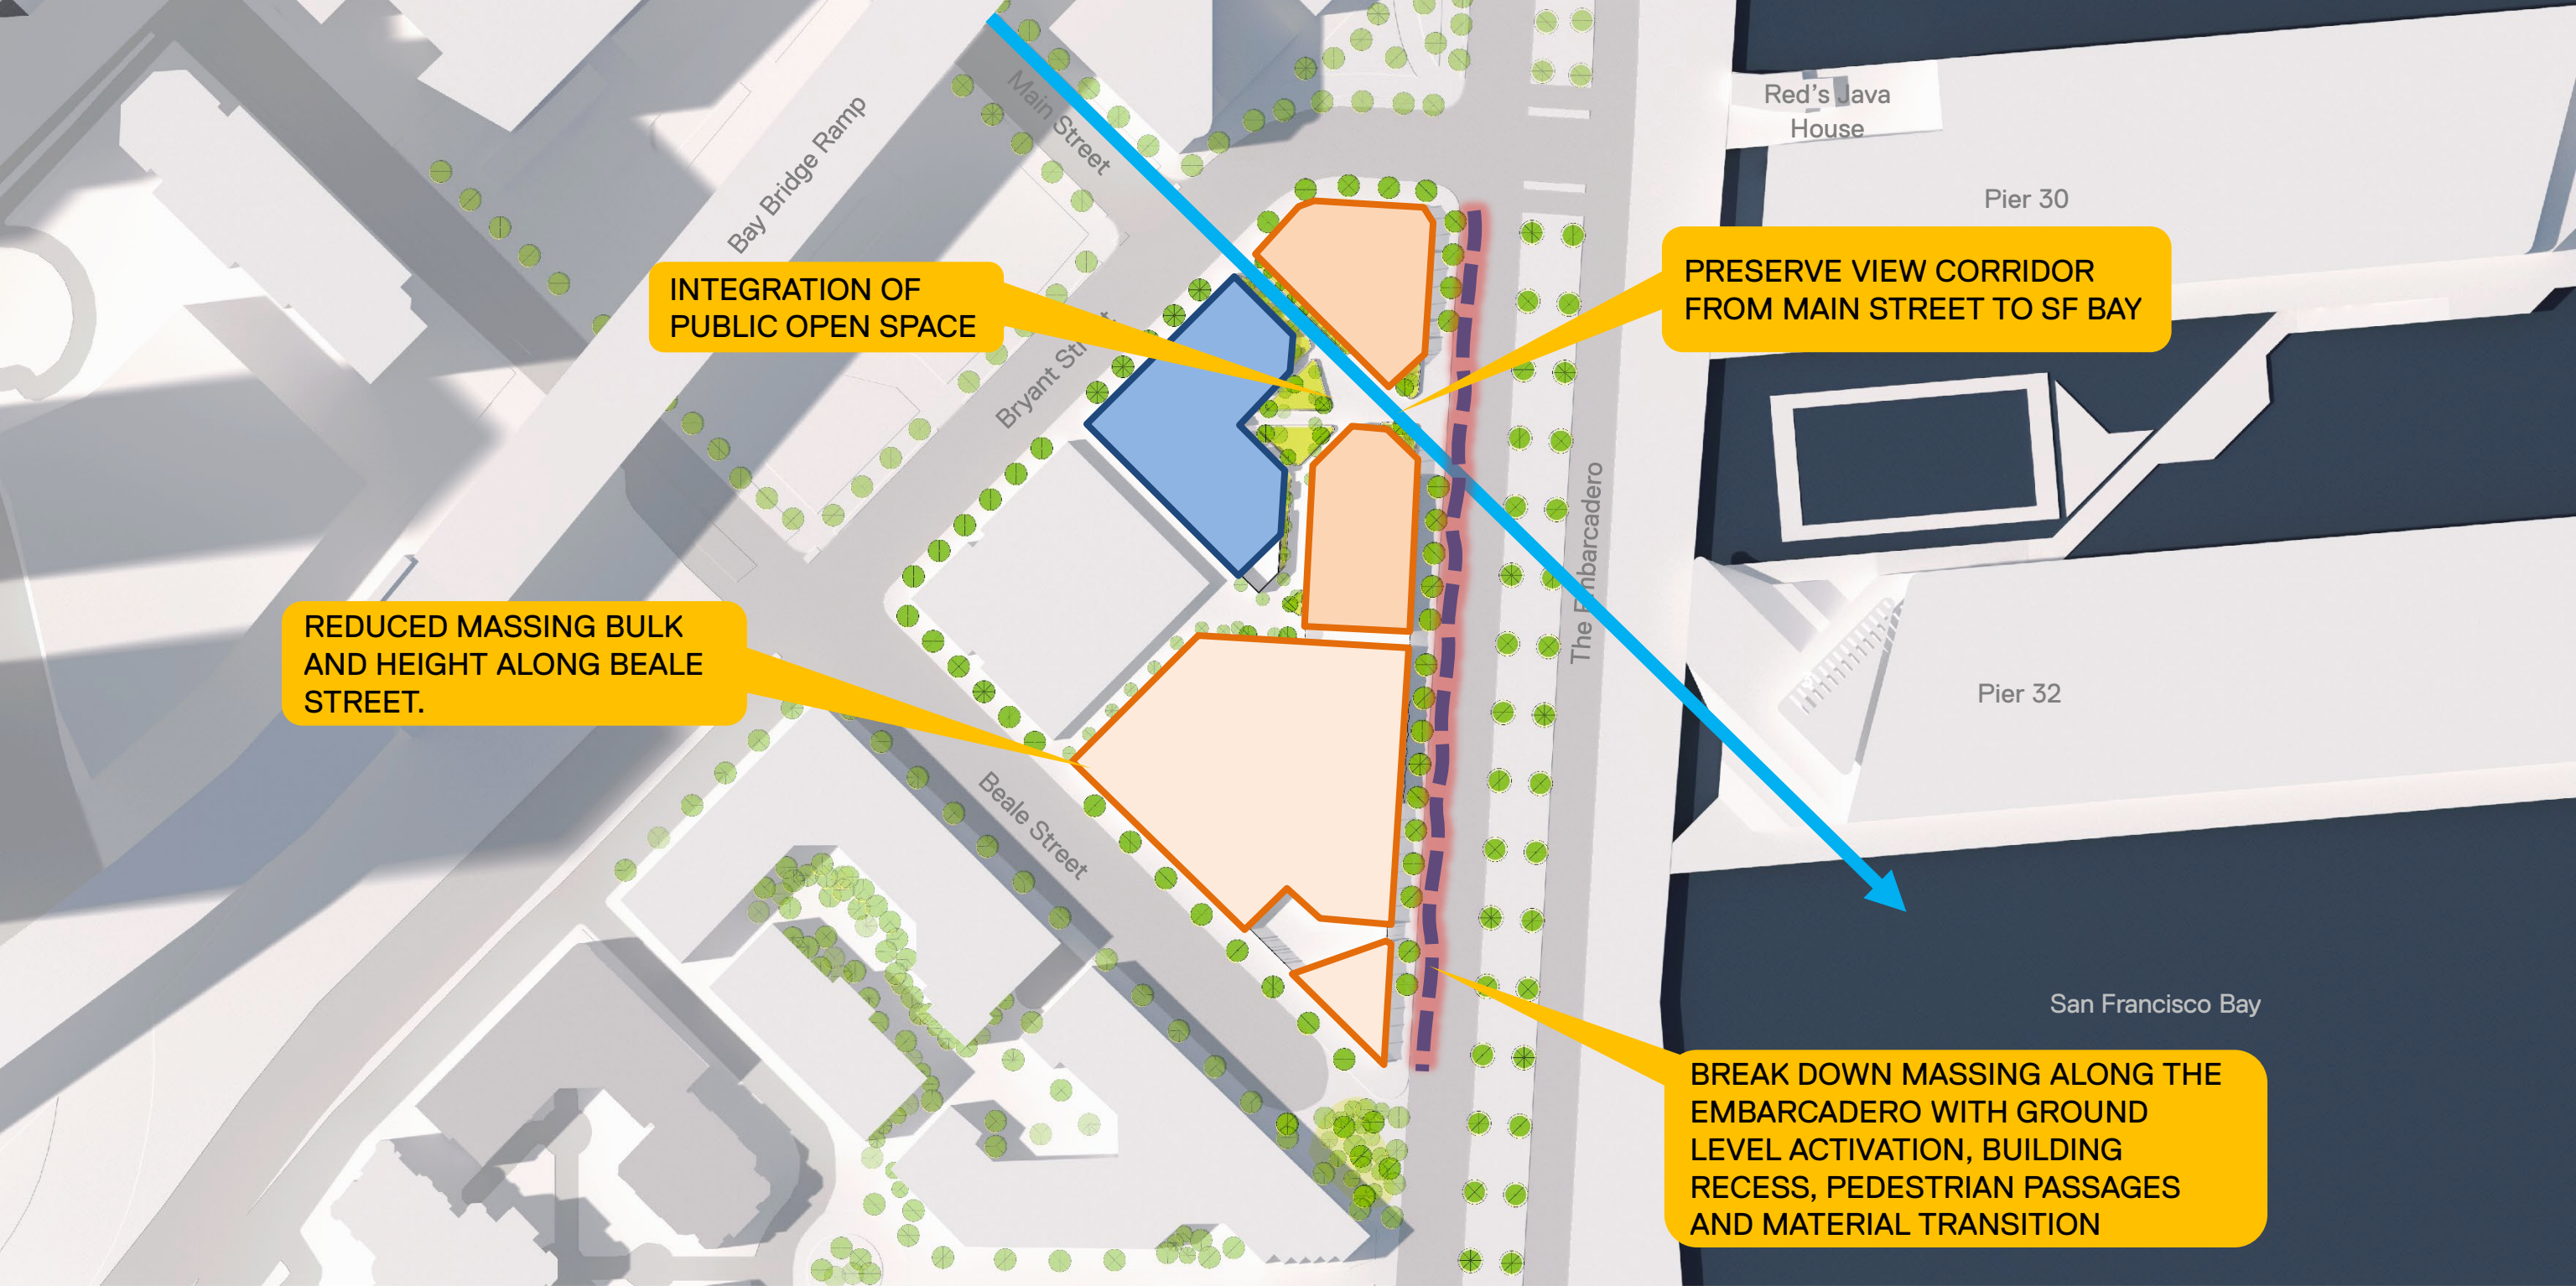 Red's Java
House
Main Street
Bay Bridge Ramp
Pier 30
INTEGRATION OF
PUBLIC OPEN SPACE
PRESERVE VIEW CORRIDOR
FROM MAIN STREET TO SF BAY
Bryant Str
The Embarcadero
REDUCED MASSING BULK
AND HEIGHT ALONG BEALE
STREET.
Pier 32
Beale Street
San Francisco Bay
BREAK DOWN MASSING ALONG THE
EMBARCADERO WITH GROUND
LEVEL ACTIVATION, BUILDING
RECESS, PEDESTRIAN PASSAGES
AND MATERIAL TRANSITION